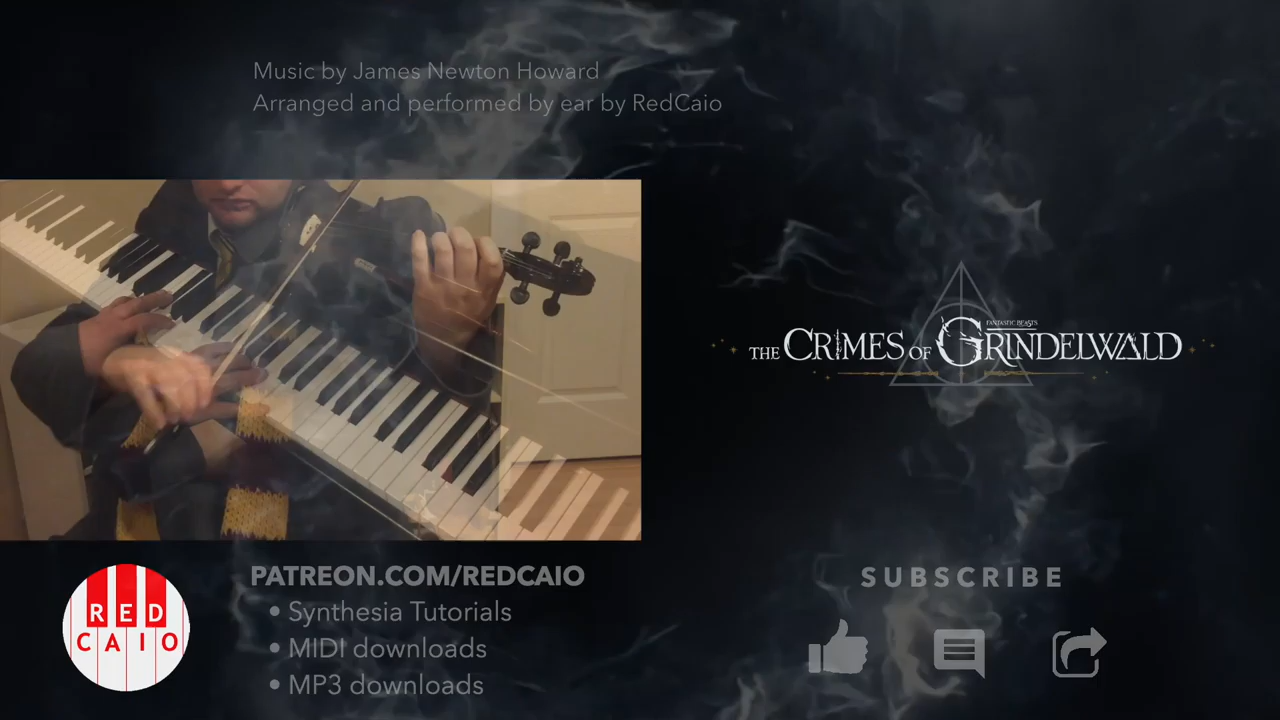 Music by James Newton Howard
Arranged and performed by ear by RedCaio
FANTASTIC BEASTS
THE CRIMES OF GRINDELWALD
RED
CAIO
PATREON.COM/REDCAIO
• Synthesia Tutorials
• MIDI downloads
• MP3 downloads
SUBSCRIBE